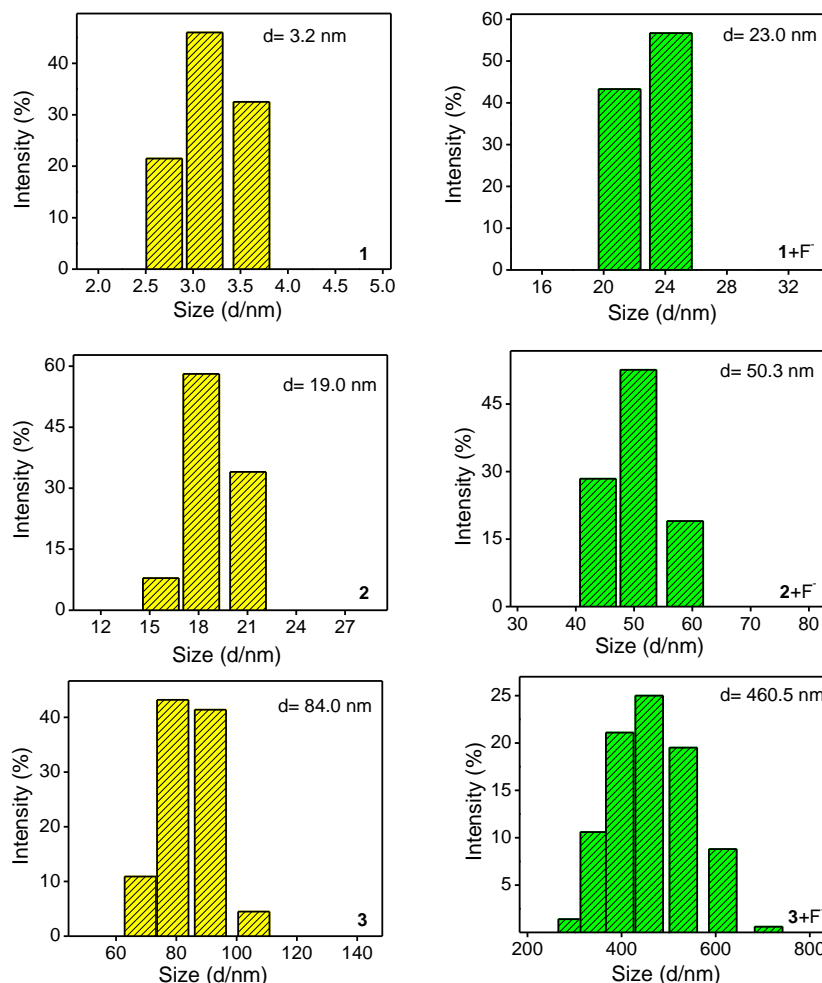 d= 3.2 nm
Intensity (%)
40
30
20
10
0
1
2.0 2.5 3.0 3.5 4.0 4.5 5.0
Size (d/nm)
d= 23.0 nm
Intensity (%)
60
50
40
30
20
10
0
1+F⁻
16 20 24 28 32
Size (d/nm)
d= 19.0 nm
Intensity (%)
60
45
30
15
0
2
12 15 18 21 24 27
Size (d/nm)
d= 50.3 nm
Intensity (%)
45
30
15
0
2+F⁻
30 40 50 60 70 80
Size (d/nm)
d= 84.0 nm
Intensity (%)
40
30
20
10
0
3
60 80 100 120 140
Size (d/nm)
d= 460.5 nm
Intensity (%)
25
20
15
10
5
3+F⁻
200 400 600 800
Size (d/nm)